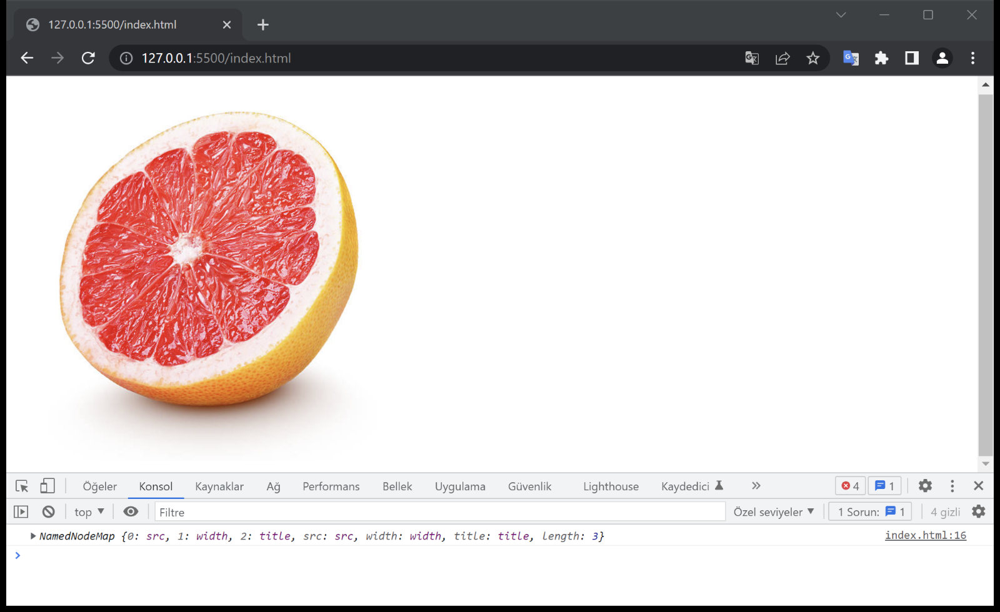 127.0.0.1:5500/index.html
127.0.0.1:5500/index.html
Öğeler Konsol Kaynaklar Ağ Performans Bellek Uygulama Güvenlik Lighthouse Kaydedici 4 1
top Filtre Özel seviyeler 1 Sorun: 1 4 gizli
NamedNodeMap {0: src, 1: width, 2: title, src: src, width: width, title: title, length: 3} index.html:16